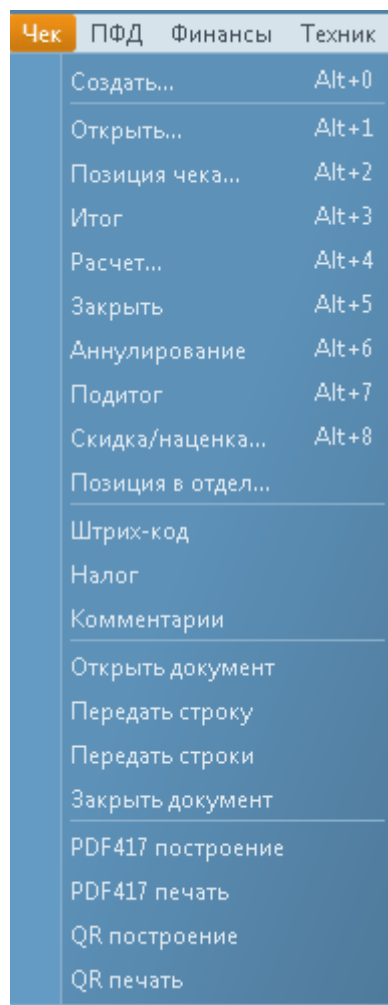 Чек ПФД Финансы Техник
Создать... Alt+0
Открыть... Alt+1
Позиция чека... Alt+2
Итог Alt+3
Расчет... Alt+4
Закрыть Alt+5
Аннулирование Alt+6
Подитог Alt+7
Скидка/наценка... Alt+8
Позиция в отдел...
Штрих-код
Налог
Комментарии
Открыть документ
Передать строку
Передать строки
Закрыть документ
PDF417 построение
PDF417 печать
QR построение
QR печать